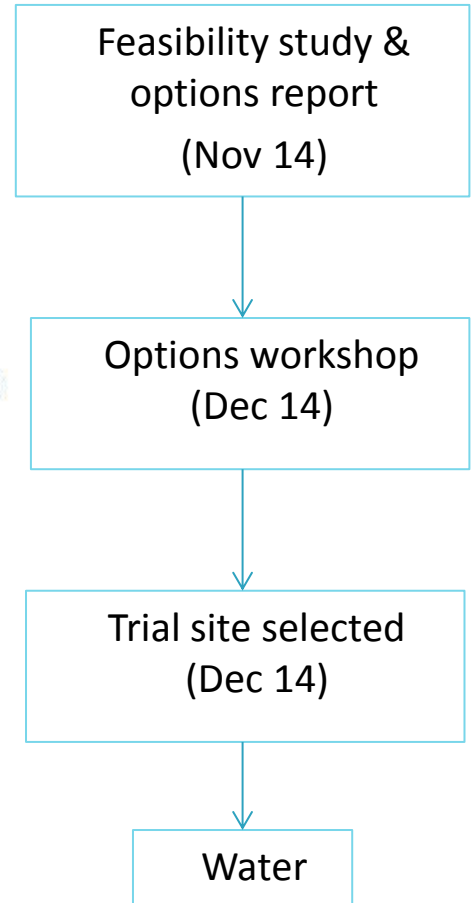 Feasibility study &
options report
(Nov 14)
Options workshop
(Dec 14)
Trial site selected
(Dec 14)
Water